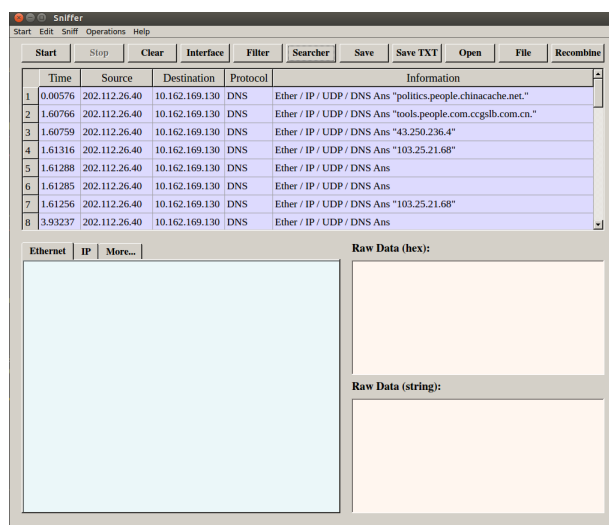 Sniffer
Start Edit Sniff Operations Help
Start Stop Clear Interface Filter Searcher Save Save TXT Open File Recombine
Time Source Destination Protocol Information
1 0.00576 202.112.26.40 10.162.169.130 DNS Ether / IP / UDP / DNS Ans "politics.people.chinacache.net."
2 1.60766 202.112.26.40 10.162.169.130 DNS Ether / IP / UDP / DNS Ans "tools.people.com.ccgslb.com.cn."
3 1.60759 202.112.26.40 10.162.169.130 DNS Ether / IP / UDP / DNS Ans "43.250.236.4"
4 1.61316 202.112.26.40 10.162.169.130 DNS Ether / IP / UDP / DNS Ans "103.25.21.68"
5 1.61288 202.112.26.40 10.162.169.130 DNS Ether / IP / UDP / DNS Ans
6 1.61285 202.112.26.40 10.162.169.130 DNS Ether / IP / UDP / DNS Ans
7 1.61256 202.112.26.40 10.162.169.130 DNS Ether / IP / UDP / DNS Ans "103.25.21.68"
8 3.93237 202.112.26.40 10.162.169.130 DNS Ether / IP / UDP / DNS Ans
Ethernet IP More...
Raw Data (hex):
Raw Data (string):